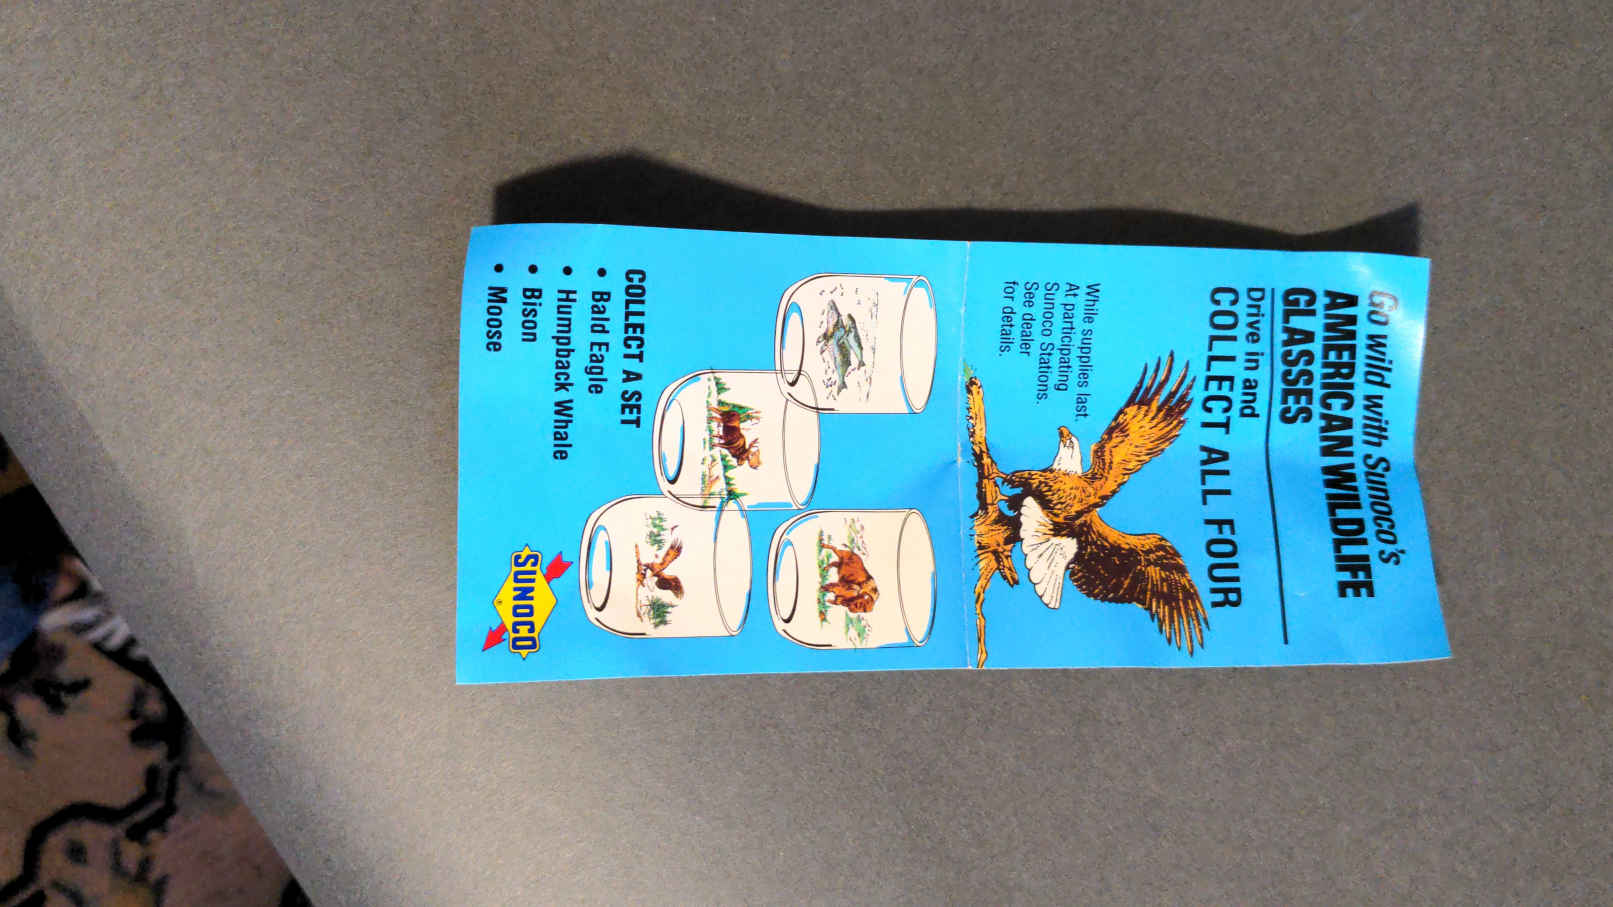 Go wild with Sunoco's
AMERICAN WILDLIFE
GLASSES
Drive in and
COLLECT ALL FOUR
While supplies last.
At participating
Sunoco Stations.
See dealer
for details.
COLLECT A SET
• Bald Eagle
• Humpback Whale
• Bison
• Moose
SUNOCO
®